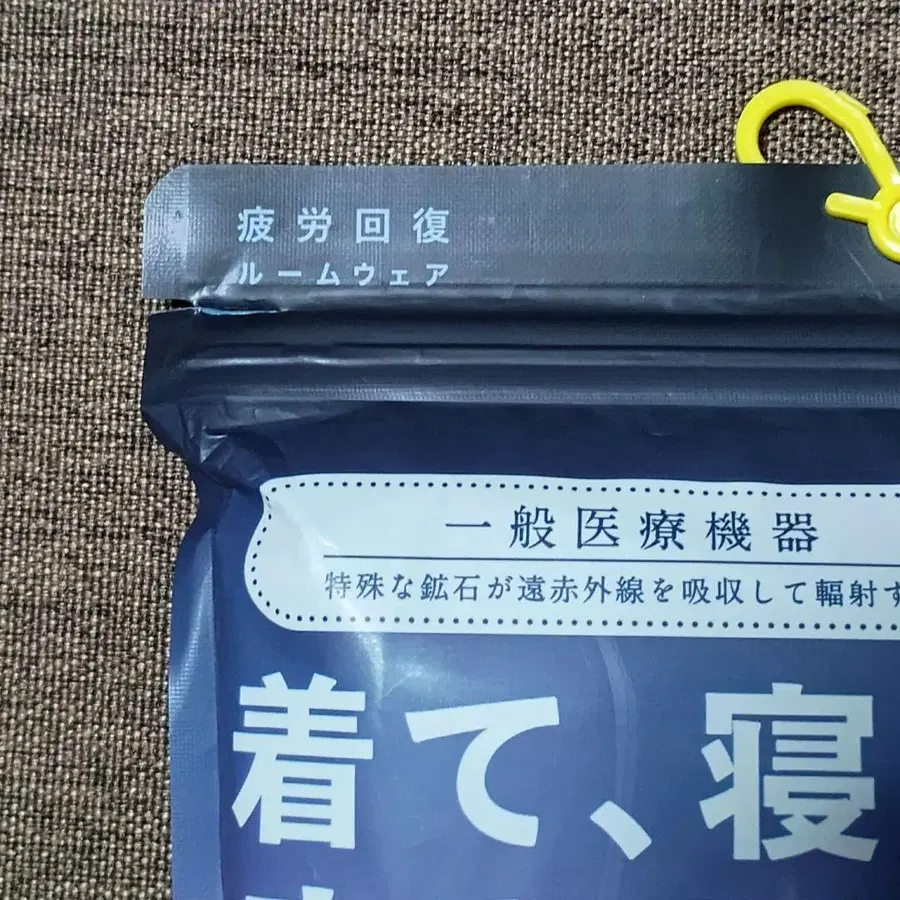 疲労回復
ルームウェア
一般医療機器
特殊な鉱石が遠赤外線を吸収して輻射す
着て、寝